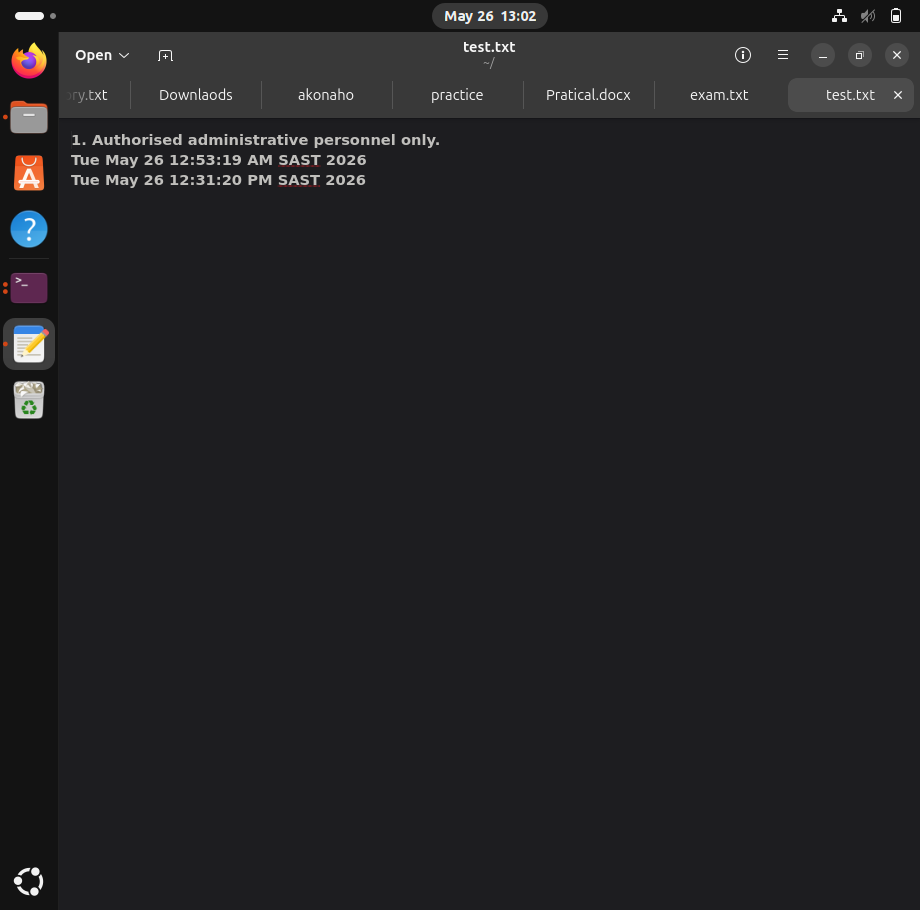 May 26 13:02
Open
test.txt
~/
ry.txt
Downlaods
akonaho
practice
Pratical.docx
exam.txt
test.txt
1. Authorised administrative personnel only.
Tue May 26 12:53:19 AM SAST 2026
Tue May 26 12:31:20 PM SAST 2026